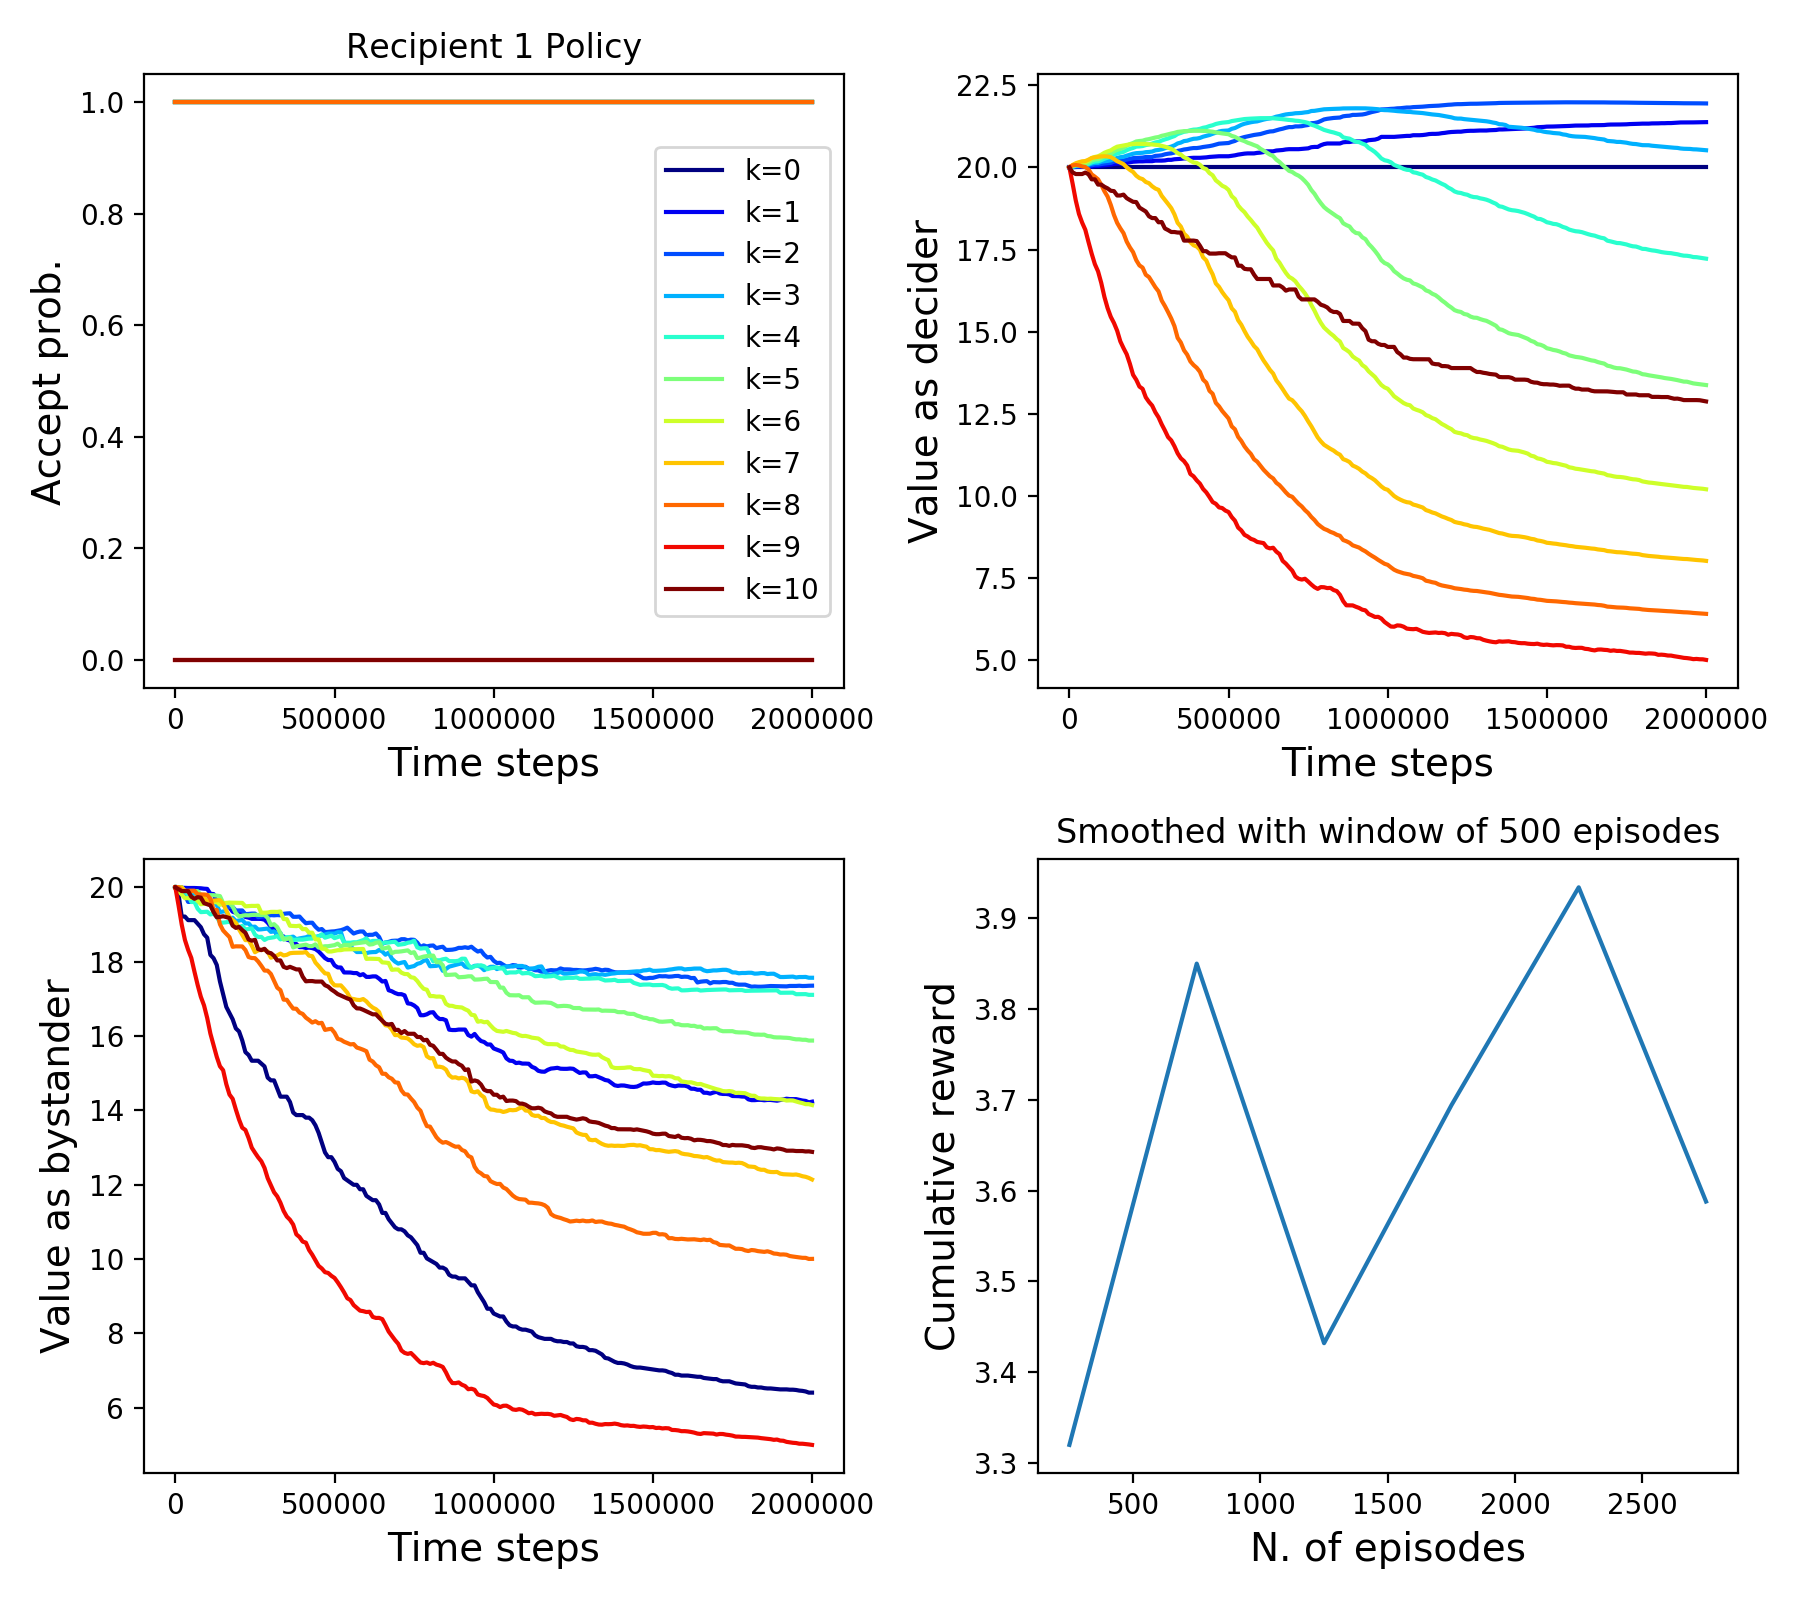 Recipient 1 Policy
Accept prob.
1.0
0.8
0.6
0.4
0.2
0.0
k=0
k=1
k=2
k=3
k=4
k=5
k=6
k=7
k=8
k=9
k=10
0 500000 1000000 1500000 2000000
Time steps
Value as decider
22.5
20.0
17.5
15.0
12.5
10.0
7.5
5.0
0 500000 1000000 1500000 2000000
Time steps
Value as bystander
20
18
16
14
12
10
8
6
0 500000 1000000 1500000 2000000
Time steps
Smoothed with window of 500 episodes
Cumulative reward
3.9
3.8
3.7
3.6
3.5
3.4
3.3
500 1000 1500 2000 2500
N. of episodes